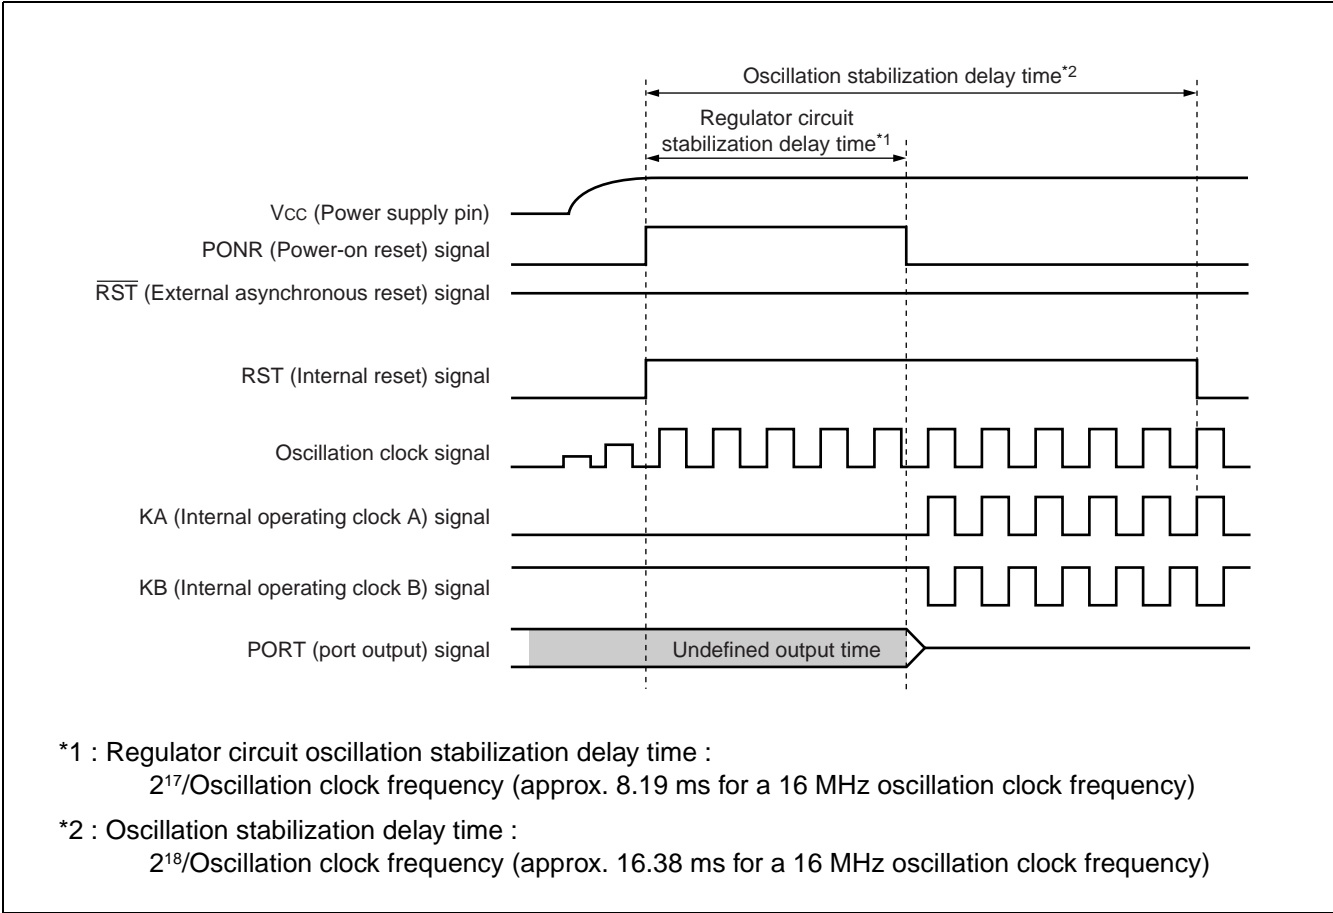 Oscillation stabilization delay time*2
Regulator circuit
stabilization delay time*1
Vcc (Power supply pin)
PONR (Power-on reset) signal
R̅S̅T̅ (External asynchronous reset) signal
RST (Internal reset) signal
Oscillation clock signal
KA (Internal operating clock A) signal
KB (Internal operating clock B) signal
PORT (port output) signal
Undefined output time
*1 : Regulator circuit oscillation stabilization delay time :
2¹⁷/Oscillation clock frequency (approx. 8.19 ms for a 16 MHz oscillation clock frequency)
*2 : Oscillation stabilization delay time :
2¹⁸/Oscillation clock frequency (approx. 16.38 ms for a 16 MHz oscillation clock frequency)